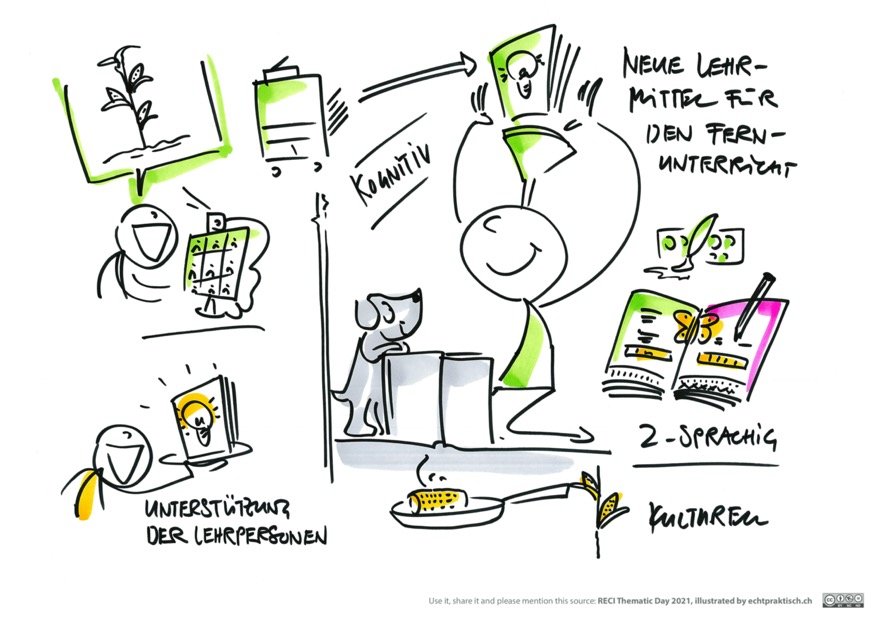 NEUE LEHR-
MITTEL FÜR
DEN FERN-
UNTERRICHT
KOGNITIV
2-SPRACHIG
UNTERSTÜTZUNG
DER LEHRPERSONEN
KULTURELL
Use it, share it and please mention this source: RECI Thematic Day 2021, illustrated by echtpraktisch.ch